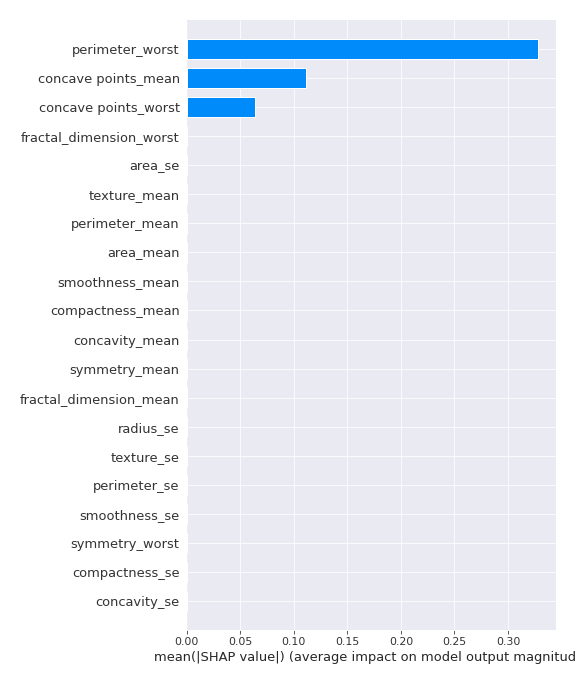 perimeter_worst
concave points_mean
concave points_worst
fractal_dimension_worst
area_se
texture_mean
perimeter_mean
area_mean
smoothness_mean
compactness_mean
concavity_mean
symmetry_mean
fractal_dimension_mean
radius_se
texture_se
perimeter_se
smoothness_se
symmetry_worst
compactness_se
concavity_se
0.00 0.05 0.10 0.15 0.20 0.25 0.30
mean(|SHAP value|) (average impact on model output magnitud